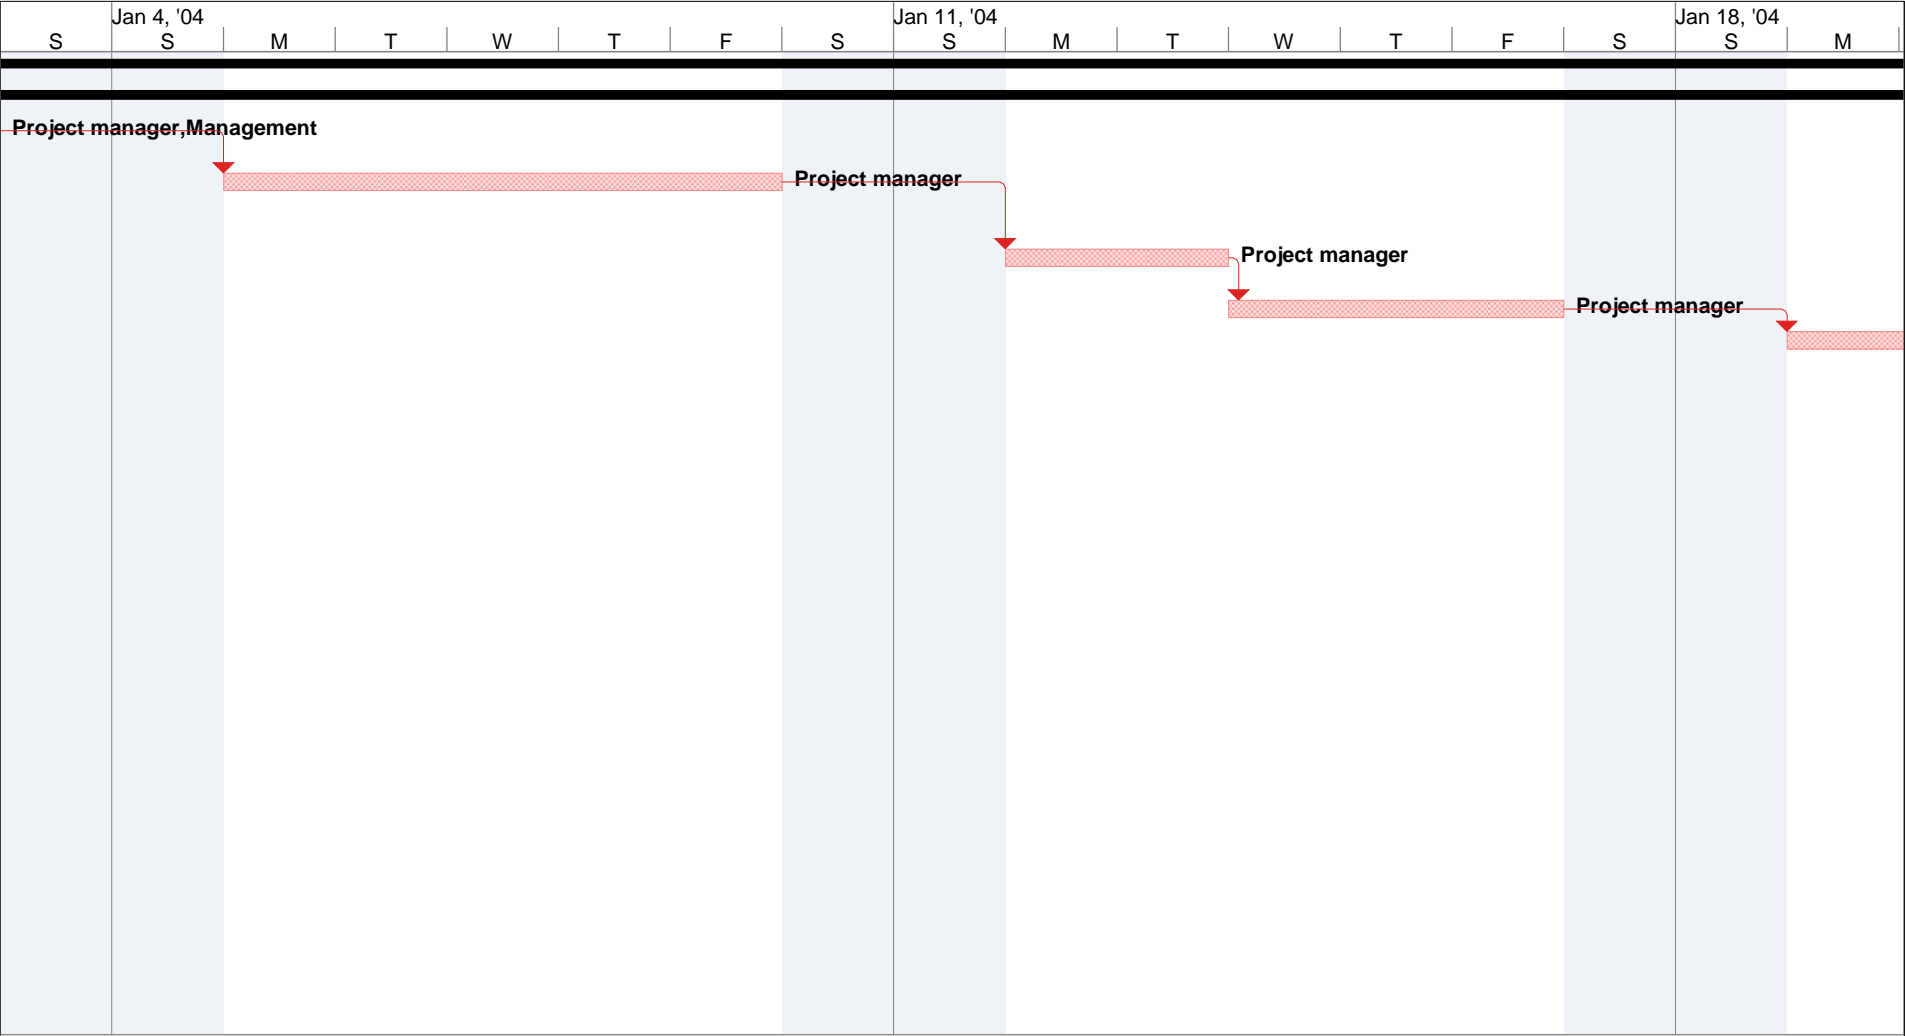 Jan 4, '04 Jan 11, '04 Jan 18, '04
S S M T W T F S S M T W T F S S M
Project manager,Management
Project manager
Project manager
Project manager